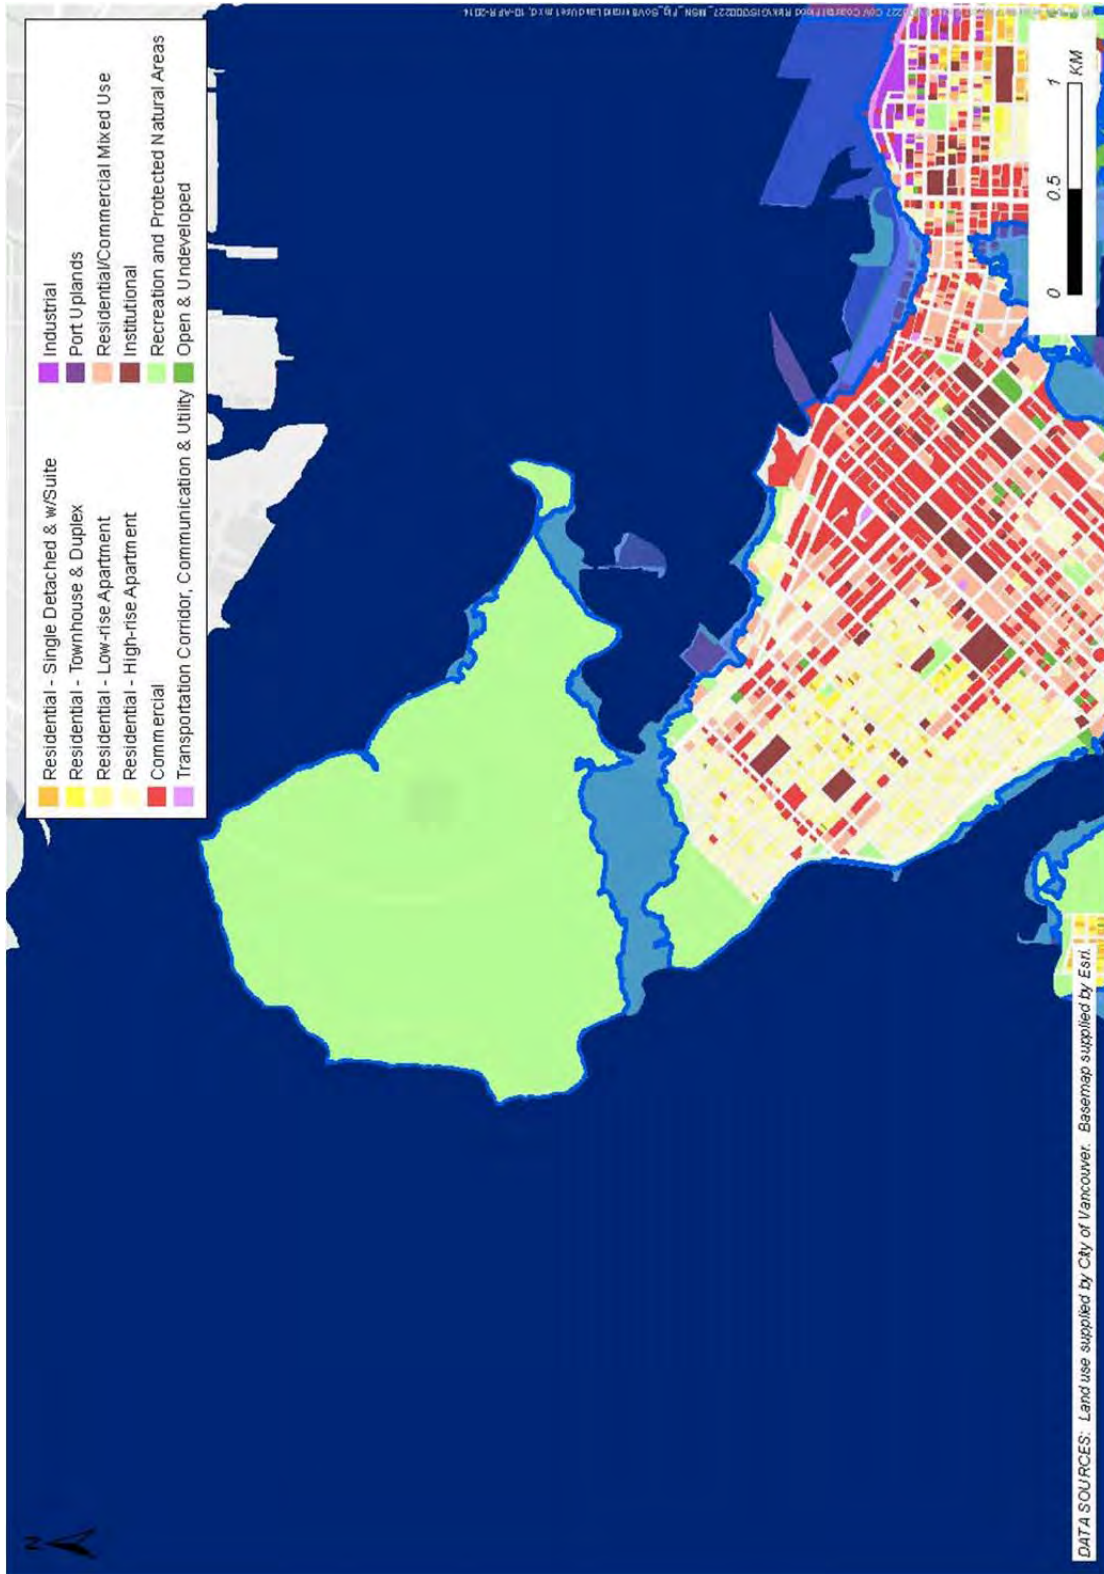 Residential - Single Detached & w/Suite
Residential - Townhouse & Duplex
Residential - Low-rise Apartment
Residential - High-rise Apartment
Commercial
Transportation Corridor, Communication & Utility
Industrial
Port Uplands
Residential/Commercial Mixed Use
Institutional
Recreation and Protected Natural Areas
Open & Undeveloped
N
0 0.5 1
KM
DATA SOURCES: Land use supplied by City of Vancouver. Basemap supplied by Esri.